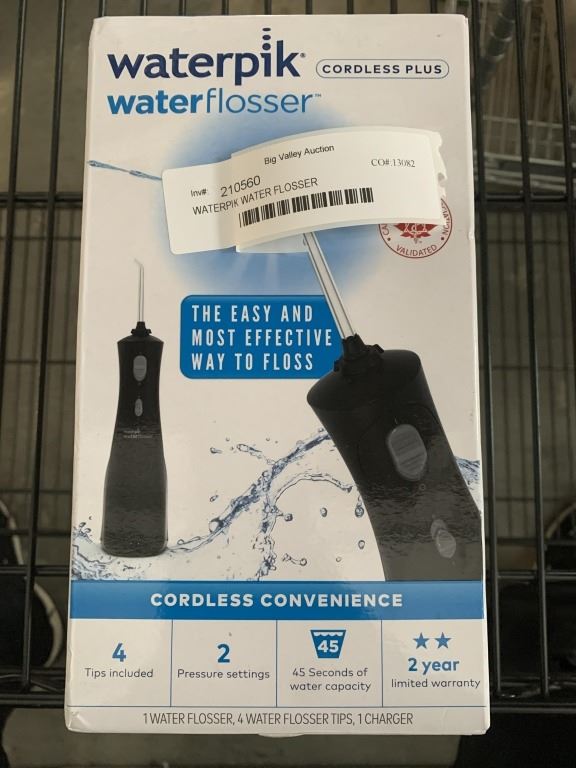 waterpik
CORDLESS PLUS
waterflosser™
Big Valley Auction
CO# 13082
Inv#: 210560
WATERPIK WATER FLOSSER
VALIDATED
THE EASY AND
MOST EFFECTIVE
WAY TO FLOSS
waterpik
waterflosser
CORDLESS CONVENIENCE
4
Tips included
2
Pressure settings
45
45 Seconds of
water capacity
2 year
limited warranty
1 WATER FLOSSER, 4 WATER FLOSSER TIPS, 1 CHARGER